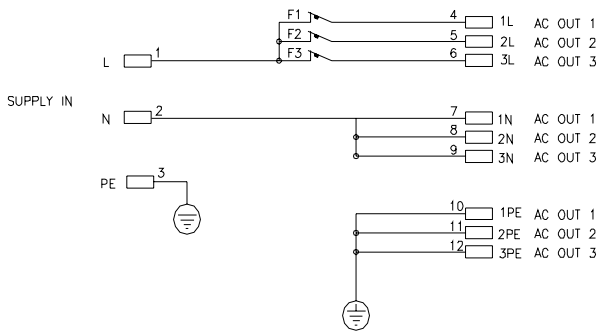 F1 4 1L AC OUT 1
F2 5 2L AC OUT 2
L 1 F3 6 3L AC OUT 3
SUPPLY IN
N 2 7 1N AC OUT 1
8 2N AC OUT 2
9 3N AC OUT 3
PE 3
10 1PE AC OUT 1
11 2PE AC OUT 2
12 3PE AC OUT 3